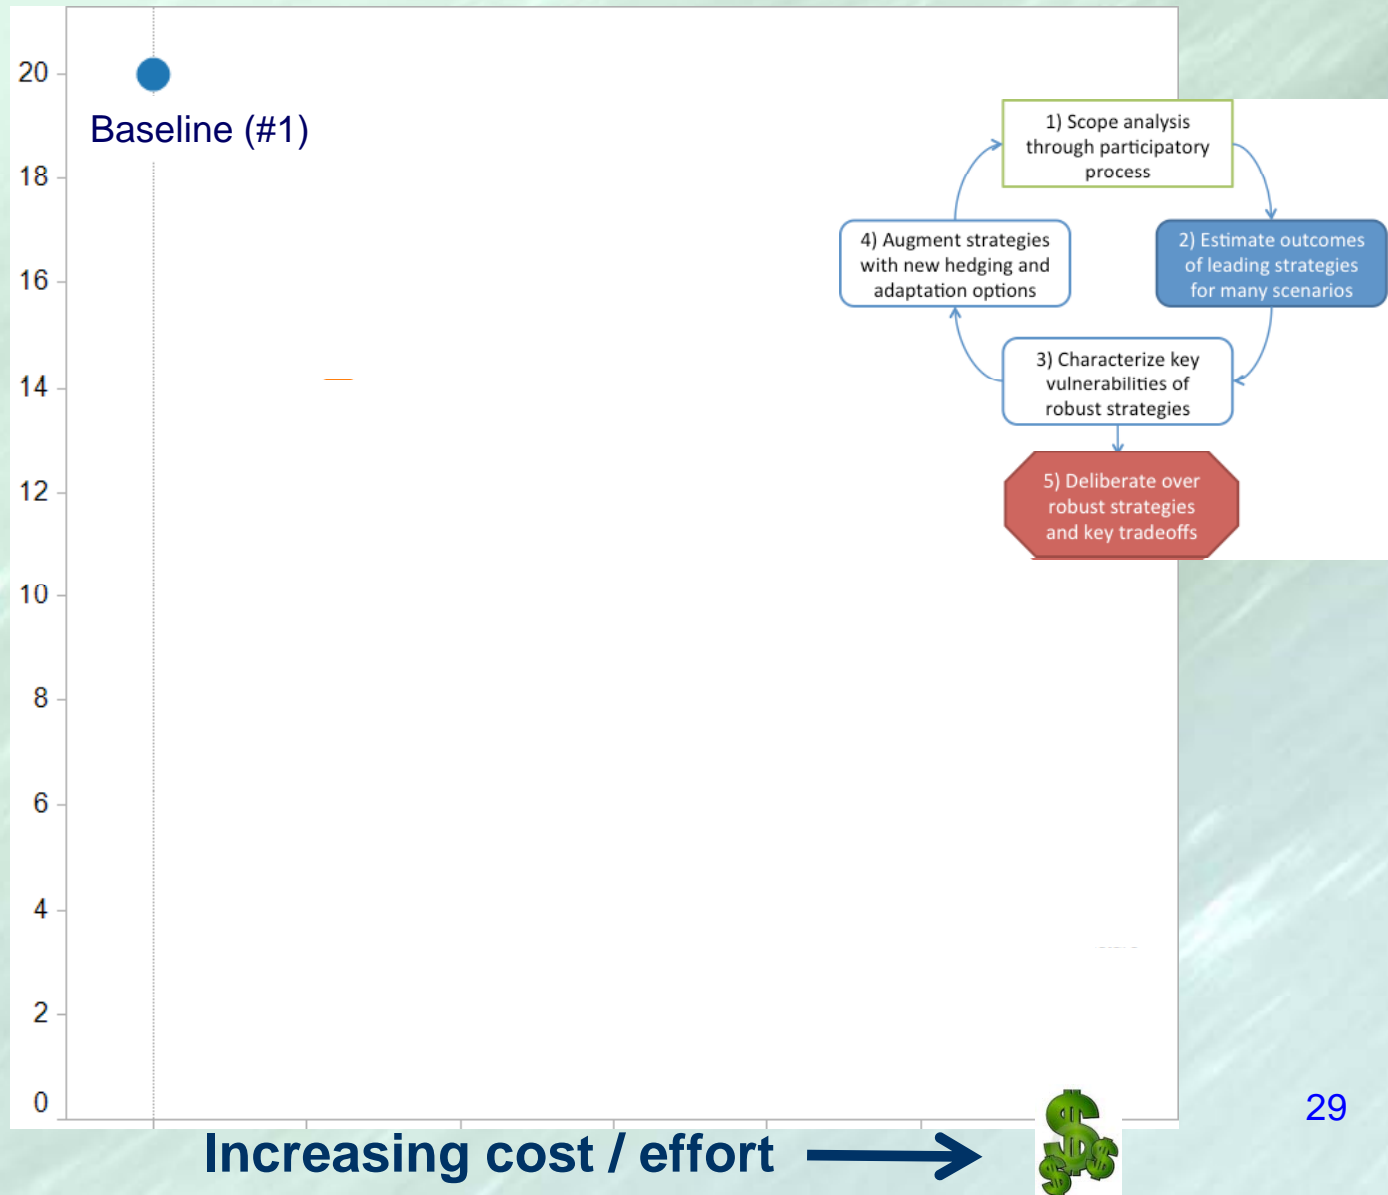 20
Baseline (#1)
18
16
14
12
10
8
6
4
2
0
Increasing cost / effort
1) Scope analysis
through participatory
process
2) Estimate outcomes
of leading strategies
for many scenarios
3) Characterize key
vulnerabilities of
robust strategies
4) Augment strategies
with new hedging and
adaptation options
5) Deliberate over
robust strategies
and key tradeoffs
29